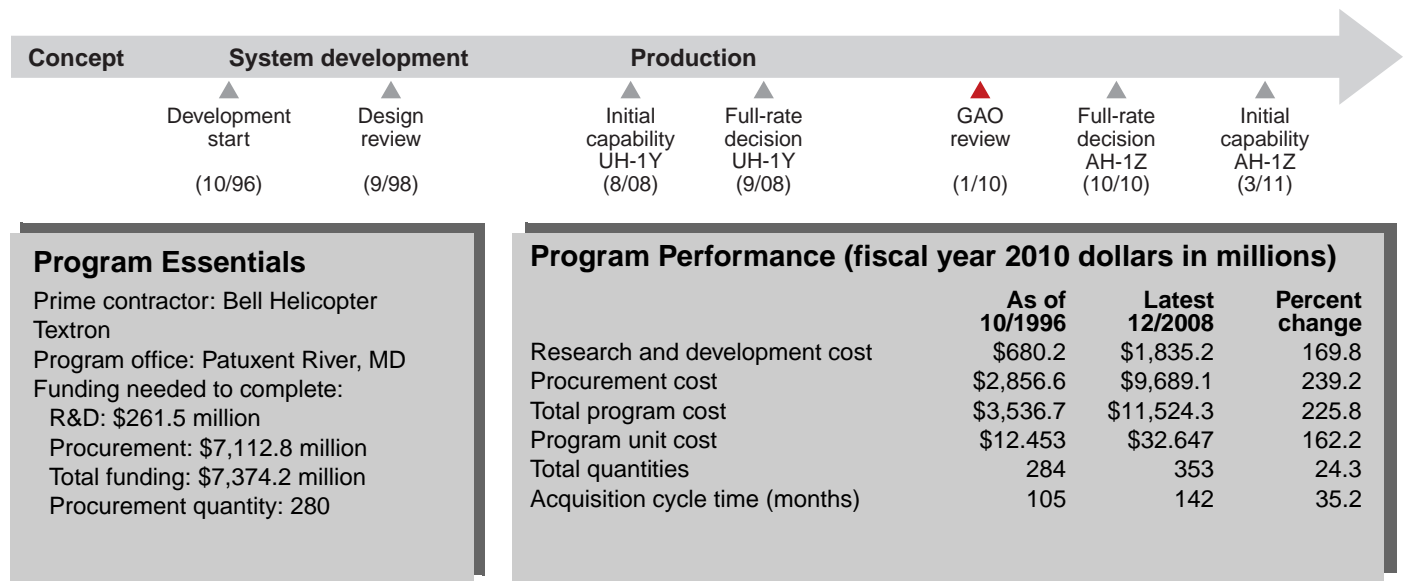 Concept System development Production
Development start (10/96)
Design review (9/98)
Initial capability UH-1Y (8/08)
Full-rate decision UH-1Y (9/08)
GAO review (1/10)
Full-rate decision AH-1Z (10/10)
Initial capability AH-1Z (3/11)
Program Essentials
Prime contractor: Bell Helicopter
Textron
Program office: Patuxent River, MD
Funding needed to complete:
R&D: $261.5 million
Procurement: $7,112.8 million
Total funding: $7,374.2 million
Procurement quantity: 280
Program Performance (fiscal year 2010 dollars in millions)
As of 10/1996 Latest 12/2008 Percent change
Research and development cost $680.2 $1,835.2 169.8
Procurement cost $2,856.6 $9,689.1 239.2
Total program cost $3,536.7 $11,524.3 225.8
Program unit cost $12.453 $32.647 162.2
Total quantities 284 353 24.3
Acquisition cycle time (months) 105 142 35.2